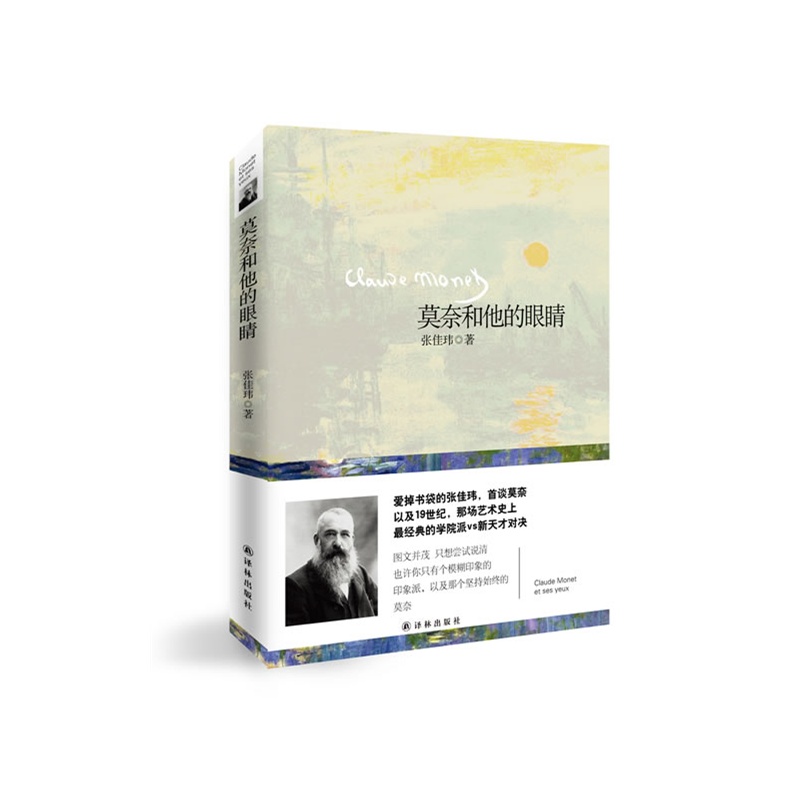 Claude
Monet
et ses
yeux
莫奈和他的眼睛
张佳玮◎著
译林出版社
Claude Monet
莫奈和他的眼睛
张佳玮◎著
爱掉书袋的张佳玮，首谈莫奈
以及19世纪，那场艺术史上
最经典的学院派vs新天才对决
图文并茂 只想尝试说清
也许你只有个模糊印象的
印象派，以及那个坚持始终的
莫奈
Claude Monet
et ses yeux
译林出版社